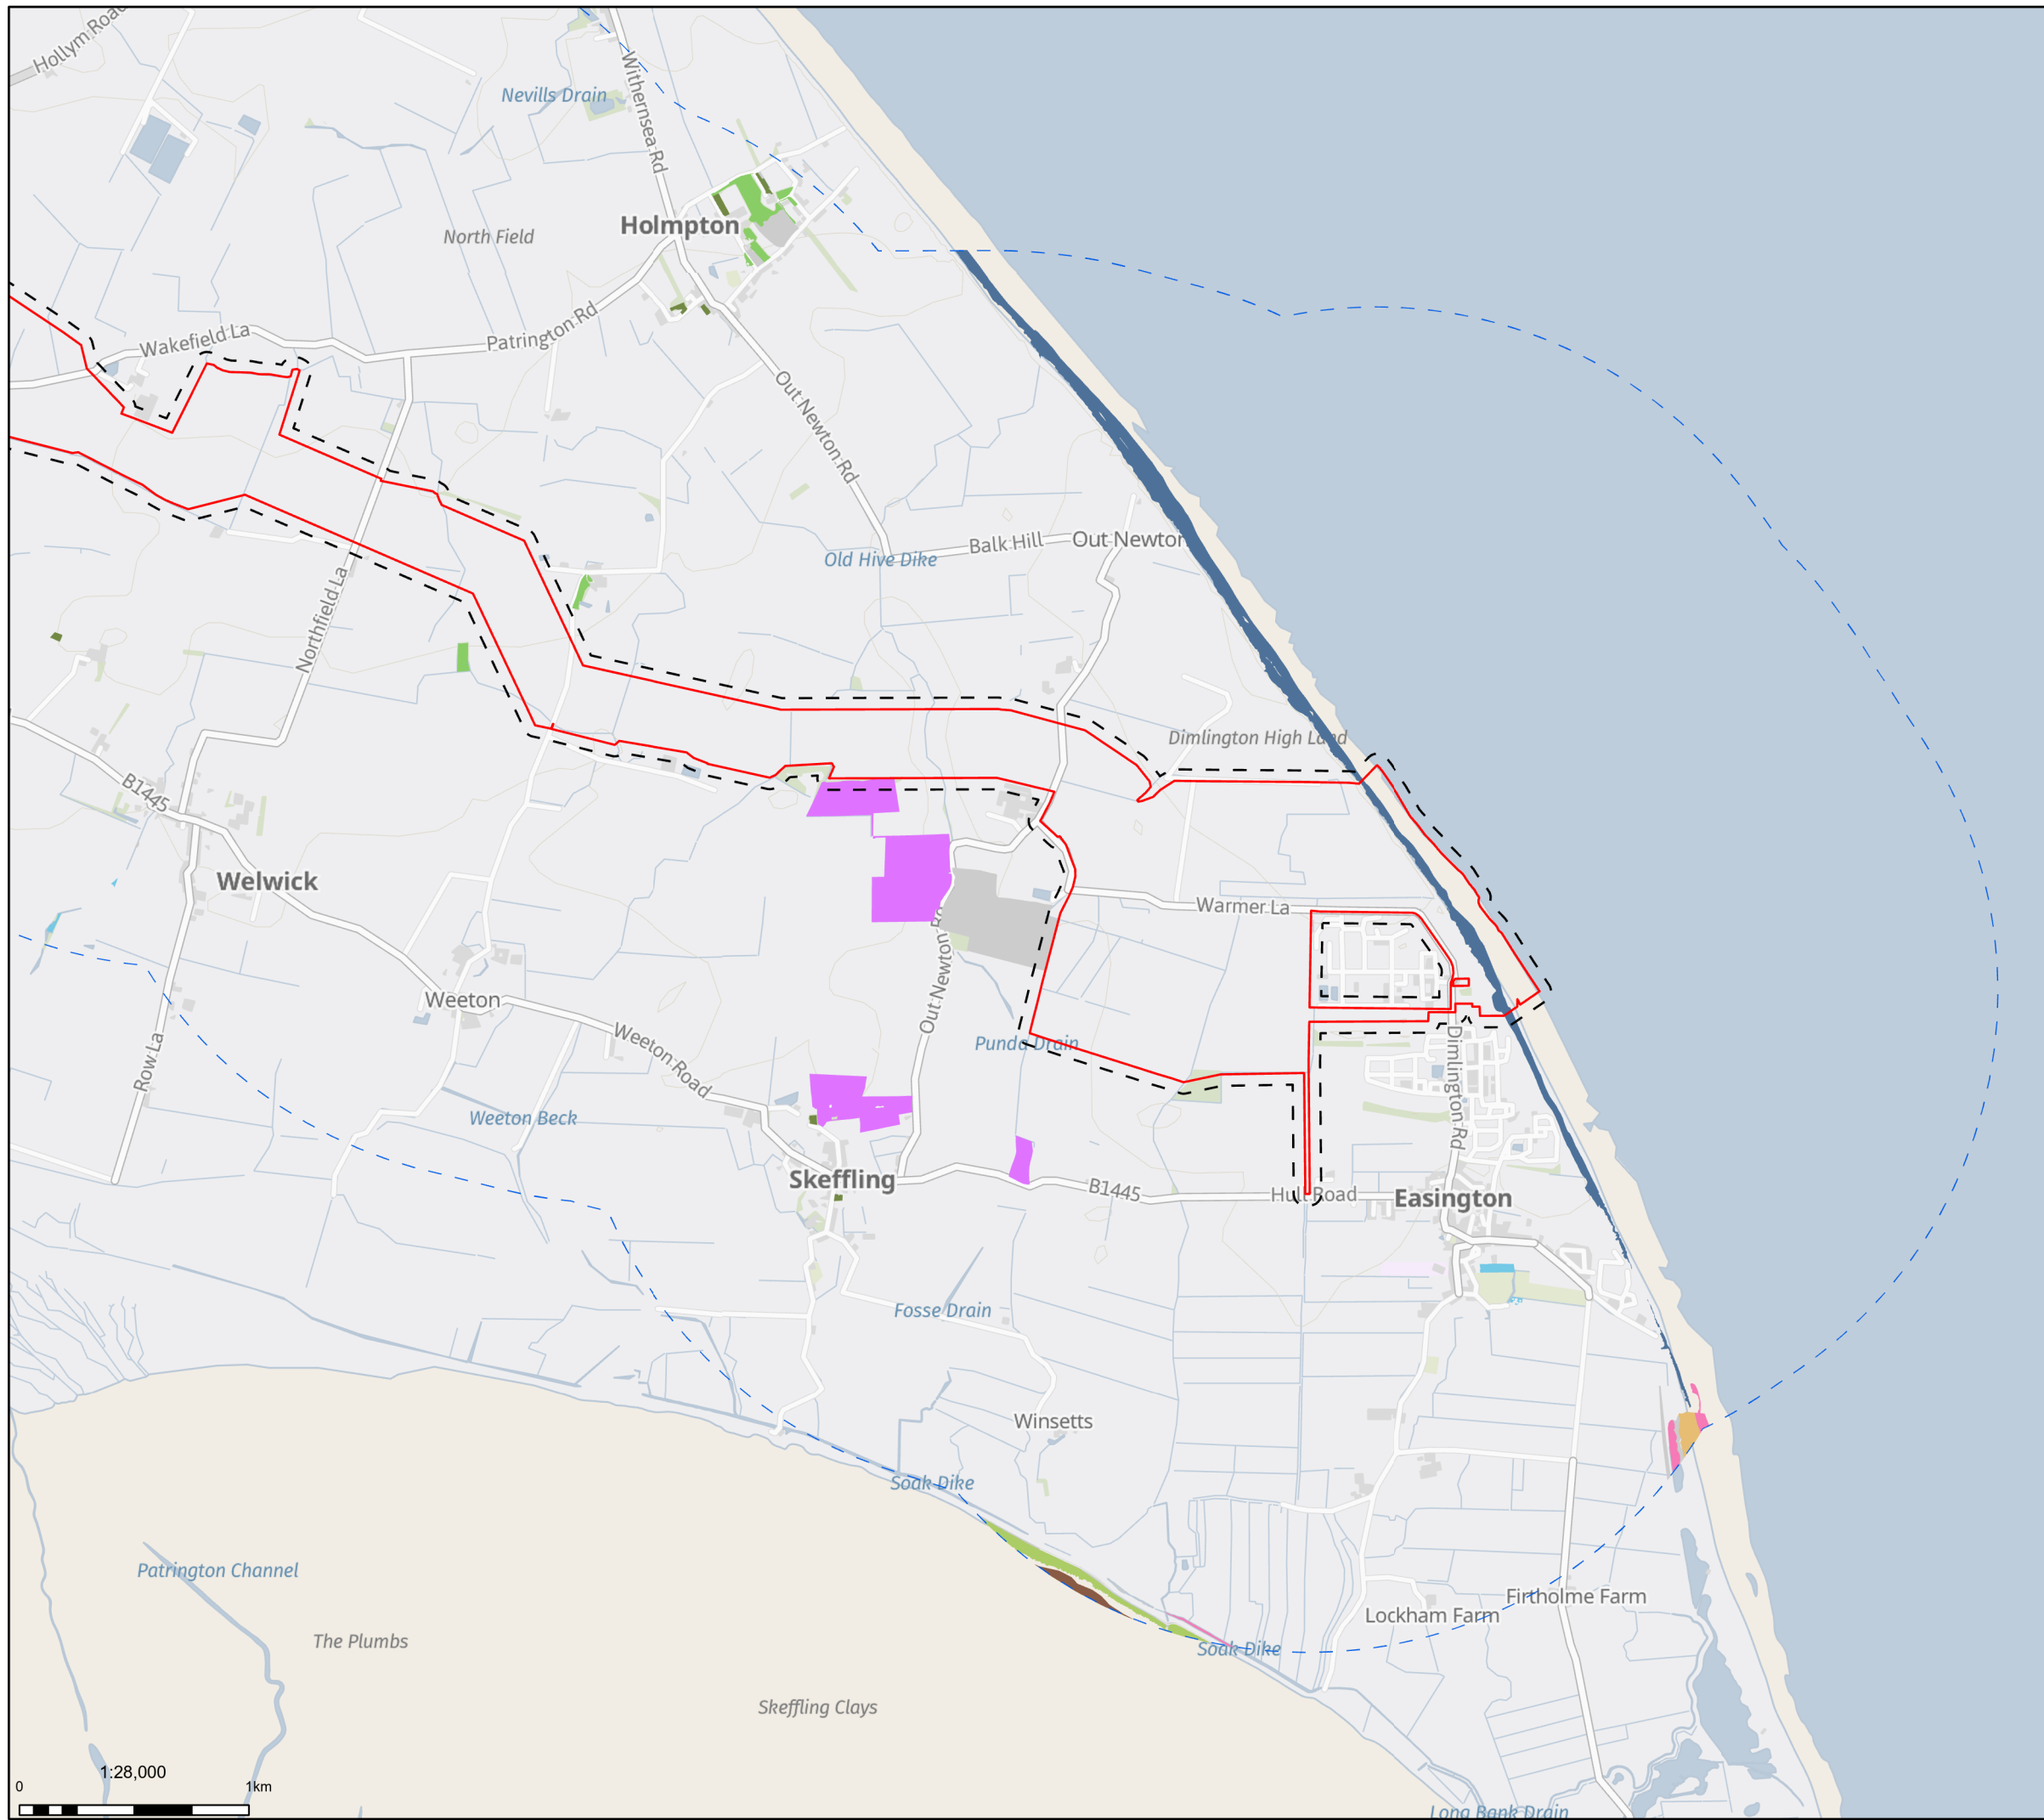 Hollym Road
Withernsea Rd
Nevills Drain
Holmpton
North Field
Patrington Rd
Wakefield La
Out Newton Rd
Balk Hill
Out Newton
Old Hive Dike
Northfield La
Dimlington High Land
B1445
Welwick
Warmer La
Out Newton Rd
Weeton
Weeton Road
Row La
Punda Drain
Dimlington Rd
Weeton Beck
Skeffling
B1445
Hull Road
Easington
Fosse Drain
Winsetts
Soak Dike
Patrington Channel
Firtholme Farm
Lockham Farm
The Plumbs
Soak Dike
Skeffling Clays
1:28,000
0 1km
Long Bank Drain